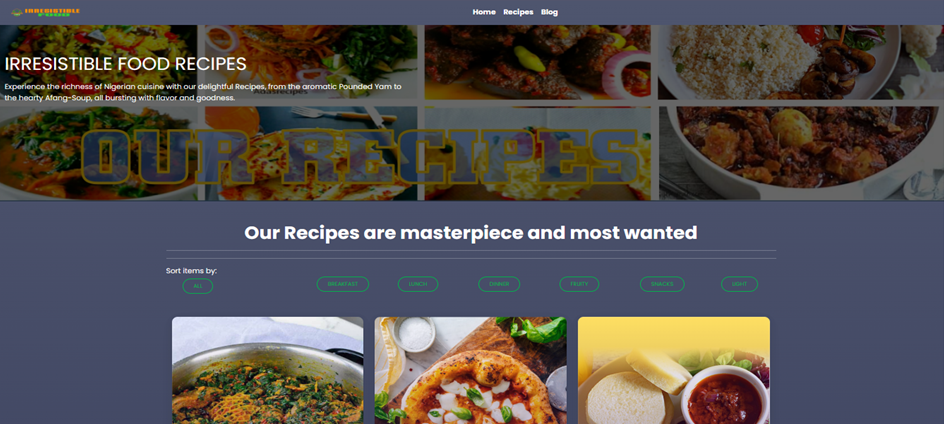 IRRESISTIBLE
FOOD
Home Recipes Blog
IRRESISTIBLE FOOD RECIPES
Experience the richness of Nigerian cuisine with our delightful Recipes, from the aromatic Pounded Yam to
the hearty Afang-Soup, all bursting with flavor and goodness.
OUR RECIPES
Our Recipes are masterpiece and most wanted
Sort items by:
ALL BREAKFAST LUNCH DINNER FRUITY SNACKS LIGHT